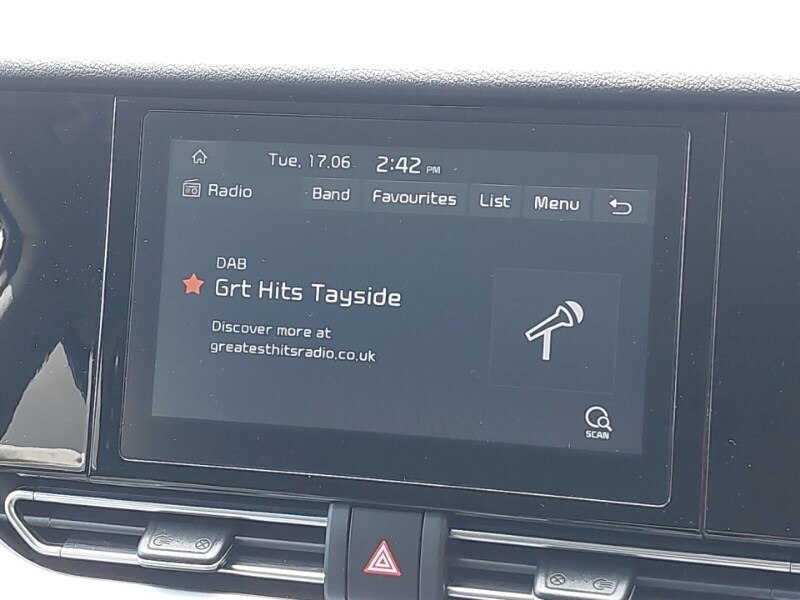 Tue, 17.06 2:42 PM
Radio Band Favourites List Menu
DAB
Grt Hits Tayside
Discover more at
greatesthitsradio.co.uk
SCAN